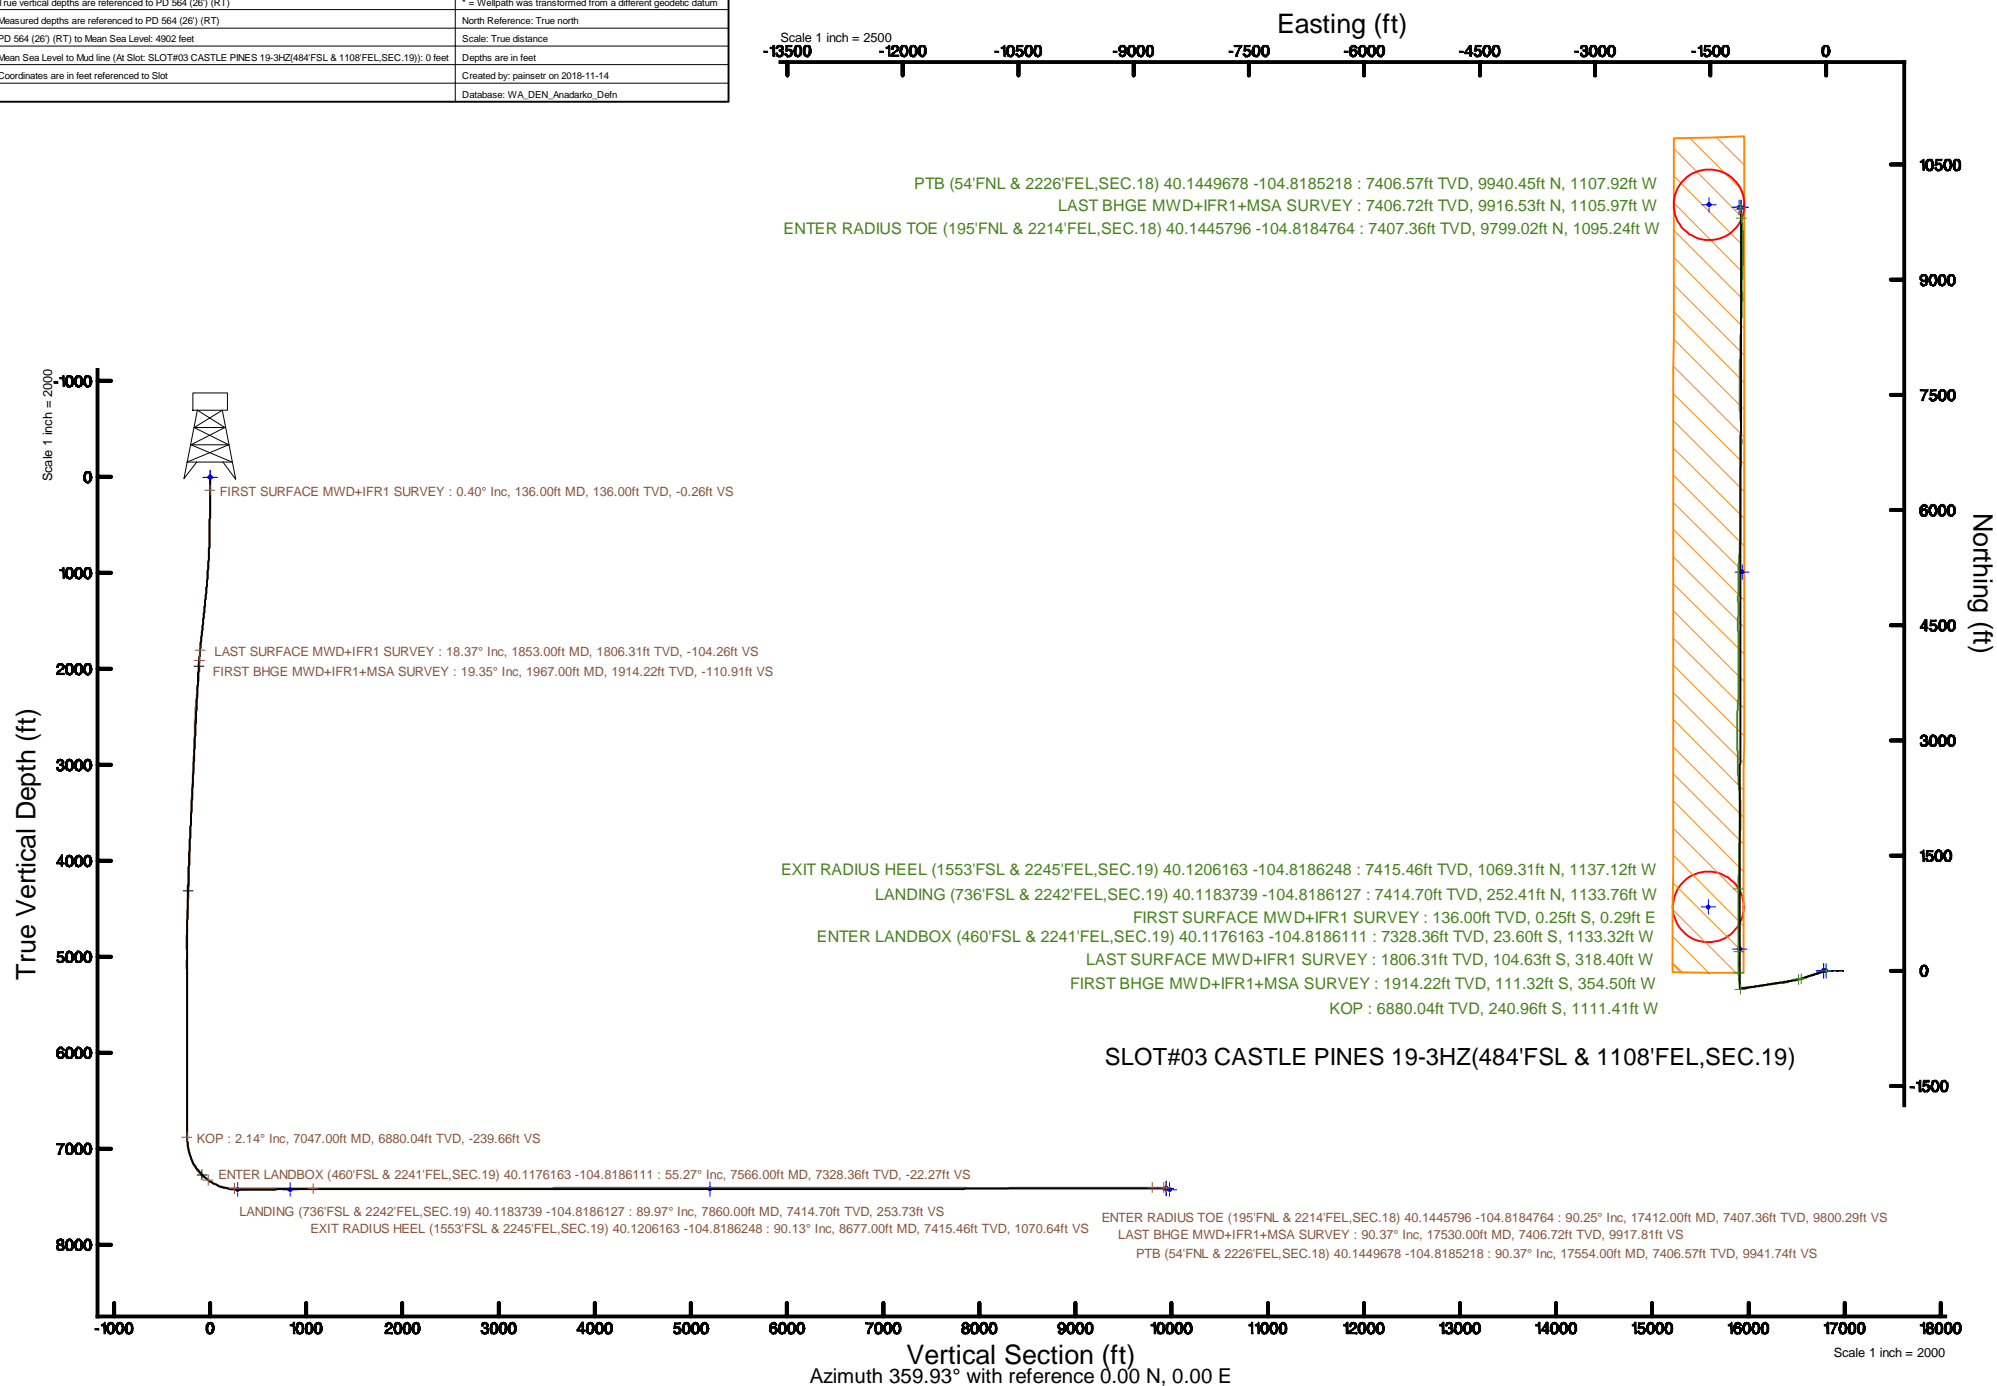 True vertical depths are referenced to PD 564 (26') (RT)
* = Wellpath was transformed from a different geodetic datum
Measured depths are referenced to PD 564 (26') (RT)
North Reference: True north
PD 564 (26') (RT) to Mean Sea Level: 4902 feet
Scale: True distance
Mean Sea Level to Mud line (At Slot: SLOT#03 CASTLE PINES 19-3HZ(484'FSL & 1108'FEL,SEC.19)): 0 feet
Depths are in feet
Coordinates are in feet referenced to Slot
Created by: painsetr on 2018-11-14
Database: WA_DEN_Anadarko_Defn
Easting (ft)
Scale 1 inch = 2500
-13500 -12000 -10500 -9000 -7500 -6000 -4500 -3000 -1500 0
10500
9000
7500
6000
4500
3000
1500
0
-1500
Northing (ft)
PTB (54'FNL & 2226'FEL,SEC.18) 40.1449678 -104.8185218 : 7406.57ft TVD, 9940.45ft N, 1107.92ft W
LAST BHGE MWD+IFR1+MSA SURVEY : 7406.72ft TVD, 9916.53ft N, 1105.97ft W
ENTER RADIUS TOE (195'FNL & 2214'FEL,SEC.18) 40.1445796 -104.8184764 : 7407.36ft TVD, 9799.02ft N, 1095.24ft W
EXIT RADIUS HEEL (1553'FSL & 2245'FEL,SEC.19) 40.1206163 -104.8186248 : 7415.46ft TVD, 1069.31ft N, 1137.12ft W
LANDING (736'FSL & 2242'FEL,SEC.19) 40.1183739 -104.8186127 : 7414.70ft TVD, 252.41ft N, 1133.76ft W
FIRST SURFACE MWD+IFR1 SURVEY : 136.00ft TVD, 0.25ft S, 0.29ft E
ENTER LANDBOX (460'FSL & 2241'FEL,SEC.19) 40.1176163 -104.8186111 : 7328.36ft TVD, 23.60ft S, 1133.32ft W
LAST SURFACE MWD+IFR1 SURVEY : 1806.31ft TVD, 104.63ft S, 318.40ft W
FIRST BHGE MWD+IFR1+MSA SURVEY : 1914.22ft TVD, 111.32ft S, 354.50ft W
KOP : 6880.04ft TVD, 240.96ft S, 1111.41ft W
SLOT#03 CASTLE PINES 19-3HZ(484'FSL & 1108'FEL,SEC.19)
Scale 1 inch = 2000
True Vertical Depth (ft)
-1000
0
1000
2000
3000
4000
5000
6000
7000
8000
FIRST SURFACE MWD+IFR1 SURVEY : 0.40° Inc, 136.00ft MD, 136.00ft TVD, -0.26ft VS
LAST SURFACE MWD+IFR1 SURVEY : 18.37° Inc, 1853.00ft MD, 1806.31ft TVD, -104.26ft VS
FIRST BHGE MWD+IFR1+MSA SURVEY : 19.35° Inc, 1967.00ft MD, 1914.22ft TVD, -110.91ft VS
KOP : 2.14° Inc, 7047.00ft MD, 6880.04ft TVD, -239.66ft VS
ENTER LANDBOX (460'FSL & 2241'FEL,SEC.19) 40.1176163 -104.8186111 : 55.27° Inc, 7566.00ft MD, 7328.36ft TVD, -22.27ft VS
LANDING (736'FSL & 2242'FEL,SEC.19) 40.1183739 -104.8186127 : 89.97° Inc, 7860.00ft MD, 7414.70ft TVD, 253.73ft VS
EXIT RADIUS HEEL (1553'FSL & 2245'FEL,SEC.19) 40.1206163 -104.8186248 : 90.13° Inc, 8677.00ft MD, 7415.46ft TVD, 1070.64ft VS
ENTER RADIUS TOE (195'FNL & 2214'FEL,SEC.18) 40.1445796 -104.8184764 : 90.25° Inc, 17412.00ft MD, 7407.36ft TVD, 9800.29ft VS
LAST BHGE MWD+IFR1+MSA SURVEY : 90.37° Inc, 17530.00ft MD, 7406.72ft TVD, 9917.81ft VS
PTB (54'FNL & 2226'FEL,SEC.18) 40.1449678 -104.8185218 : 90.37° Inc, 17554.00ft MD, 7406.57ft TVD, 9941.74ft VS
-1000 0 1000 2000 3000 4000 5000 6000 7000 8000 9000 10000 11000 12000 13000 14000 15000 16000 17000 18000
Vertical Section (ft)
Scale 1 inch = 2000
Azimuth 359.93° with reference 0.00 N, 0.00 E